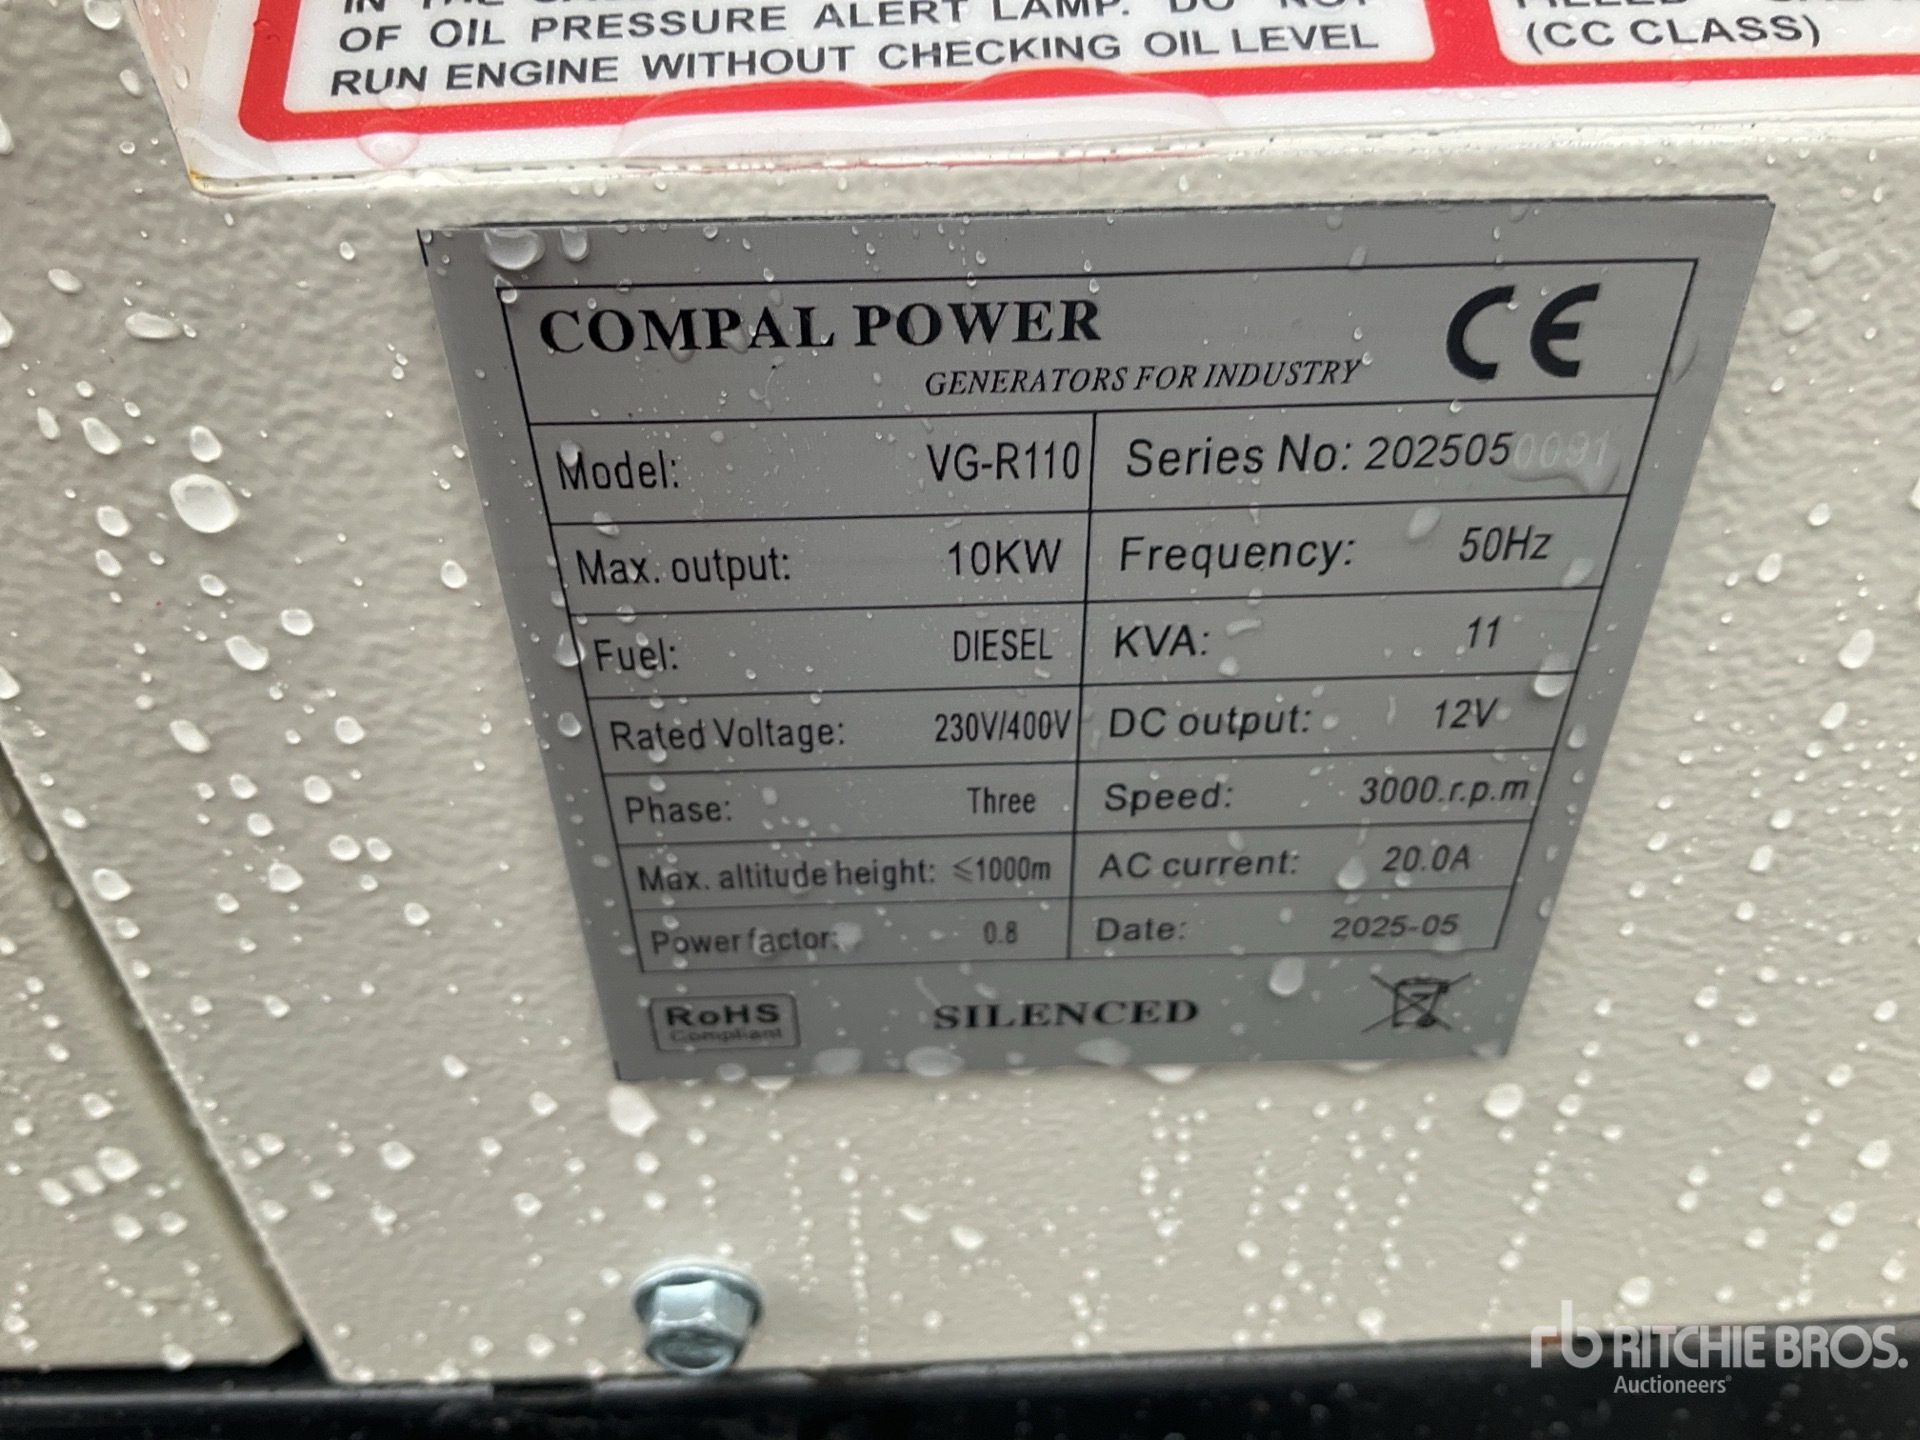 OF OIL PRESSURE ALERT LAMP. DO NOT
RUN ENGINE WITHOUT CHECKING OIL LEVEL
(CC CLASS)
COMPAL POWER
GENERATORS FOR INDUSTRY
CE
Model: VG-R110 Series No: 2025050091
Max. output: 10KW Frequency: 50Hz
Fuel: DIESEL KVA: 11
Rated Voltage: 230V/400V DC output: 12V
Phase: Three Speed: 3000.r.p.m
Max. altitude height: ≤1000m AC current: 20.0A
Power factor: 0.8 Date: 2025-05
RoHS
Compliant
SILENCED
rb RITCHIE BROS.
Auctioneers